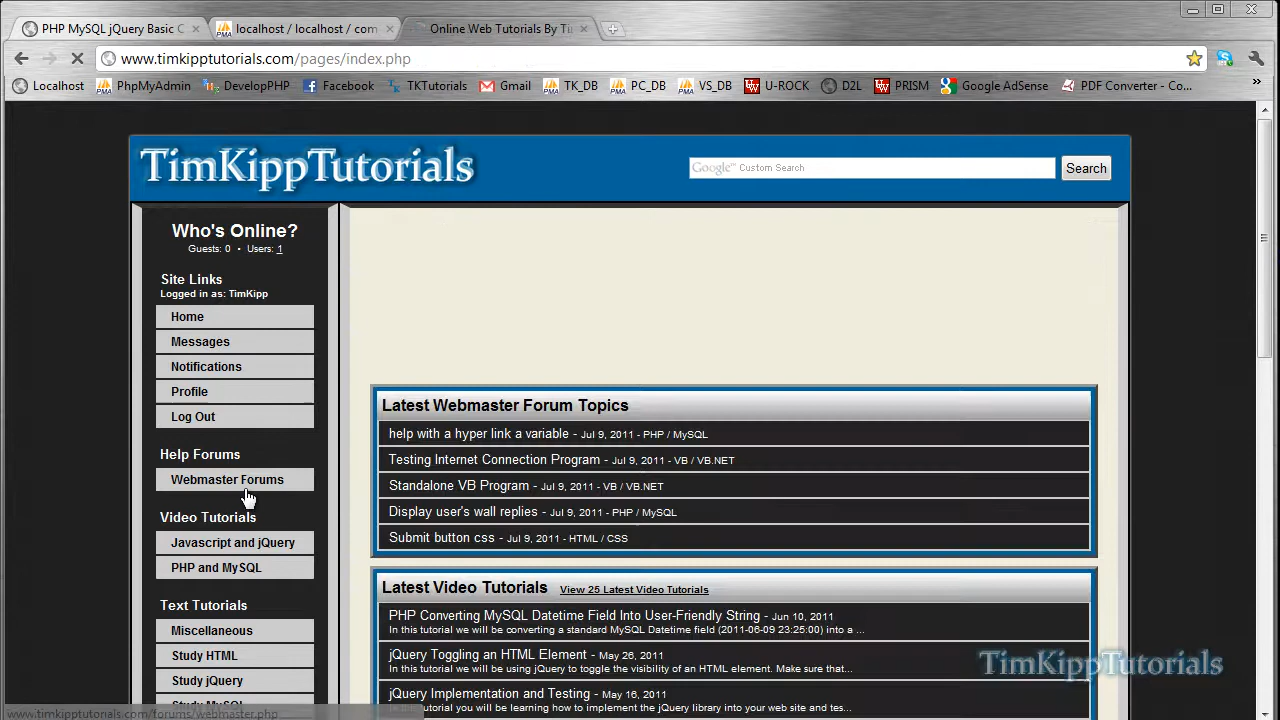 PHP MySQL jQuery Basic C
localhost / localhost / com
Online Web Tutorials By Ti
www.timkipptutorials.com/pages/index.php
Localhost PhpMyAdmin DevelopPHP Facebook TKTutorials Gmail TK_DB PC_DB VS_DB U-ROCK D2L PRISM Google AdSense PDF Converter - Co... »
TimKippTutorials
Google™ Custom Search
Search
Who's Online?
Guests: 0 • Users: 1
Site Links
Logged in as: TimKipp
Home
Messages
Notifications
Profile
Log Out
Help Forums
Webmaster Forums
Video Tutorials
Javascript and jQuery
PHP and MySQL
Text Tutorials
Miscellaneous
Study HTML
Study jQuery
Latest Webmaster Forum Topics
help with a hyper link a variable - Jul 9, 2011 - PHP / MySQL
Testing Internet Connection Program - Jul 9, 2011 - VB / VB.NET
Standalone VB Program - Jul 9, 2011 - VB / VB.NET
Display user's wall replies - Jul 9, 2011 - PHP / MySQL
Submit button css - Jul 9, 2011 - HTML / CSS
Latest Video Tutorials View 25 Latest Video Tutorials
PHP Converting MySQL Datetime Field Into User-Friendly String - Jun 10, 2011
In this tutorial we will be converting a standard MySQL Datetime field (2011-06-09 23:25:00) into a ...
jQuery Toggling an HTML Element - May 26, 2011
In this tutorial we will be using jQuery to toggle the visibility of an HTML element. Make sure that...
jQuery Implementation and Testing - May 16, 2011
In this tutorial you will be learning how to implement the jQuery library into your web site and tes...
TimKippTutorials
www.timkipptutorials.com/forums/webmaster.php